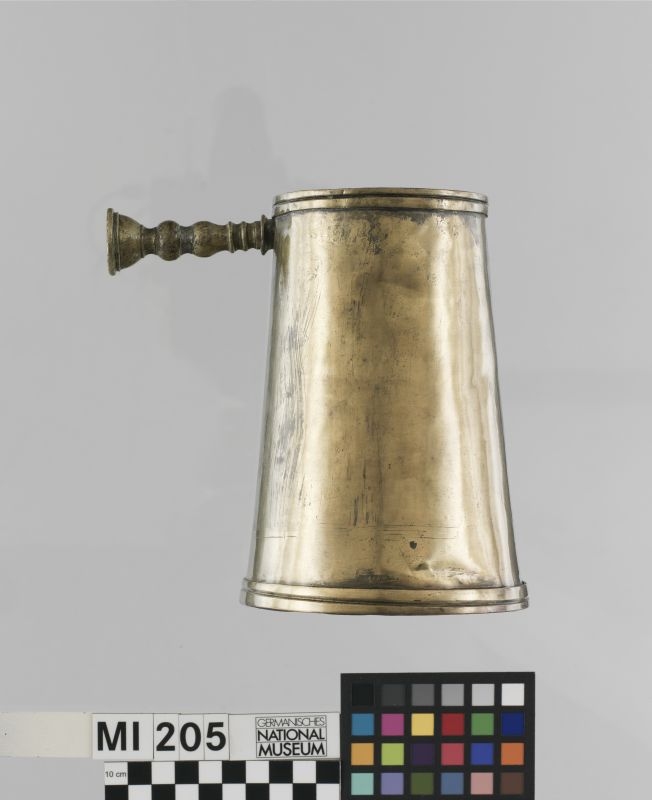 MI 205
GERMANISCHES
NATIONAL
MUSEUM
10 cm